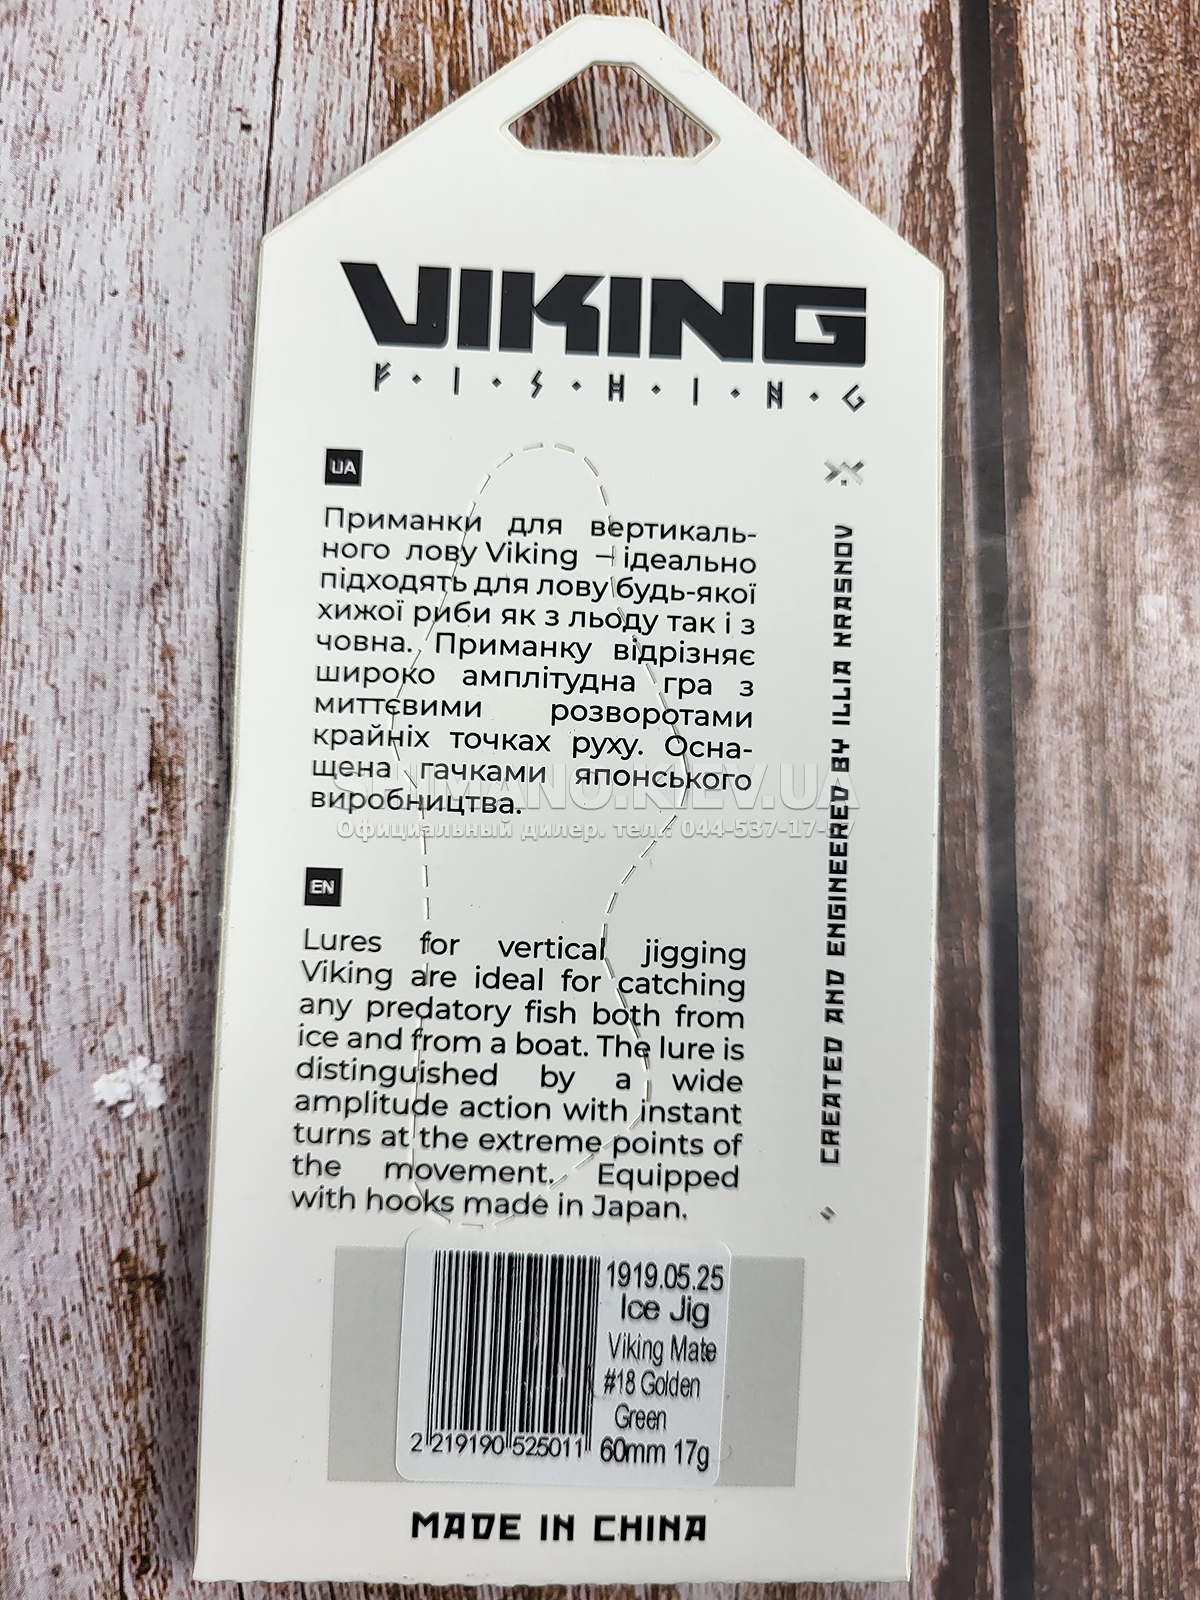 VIKING
F·I·S·H·I·N·G
UA
Приманки для вертикаль-
ного лову Viking – ідеально
підходять для лову будь-якої
хижої риби як з льоду так і з
човна. Приманку відрізняє
широко амплітудна гра з
миттєвими розворотами
крайніх точках руху. Осна-
щена гачками японського
виробництва.
SHIMANO.KIEV.UA
Официальный дилер. тел.: 044-537-17-57
EN
Lures for vertical jigging
Viking are ideal for catching
any predatory fish both from
ice and from a boat. The lure is
distinguished by a wide
amplitude action with instant
turns at the extreme points of
the movement. Equipped
with hooks made in Japan.
CREATED AND ENGINEERED BY ILLIA KRASNOV
1919.05.25
Ice Jig
Viking Mate
#18 Golden
Green
60mm 17g
2 219190 525011
MADE IN CHINA